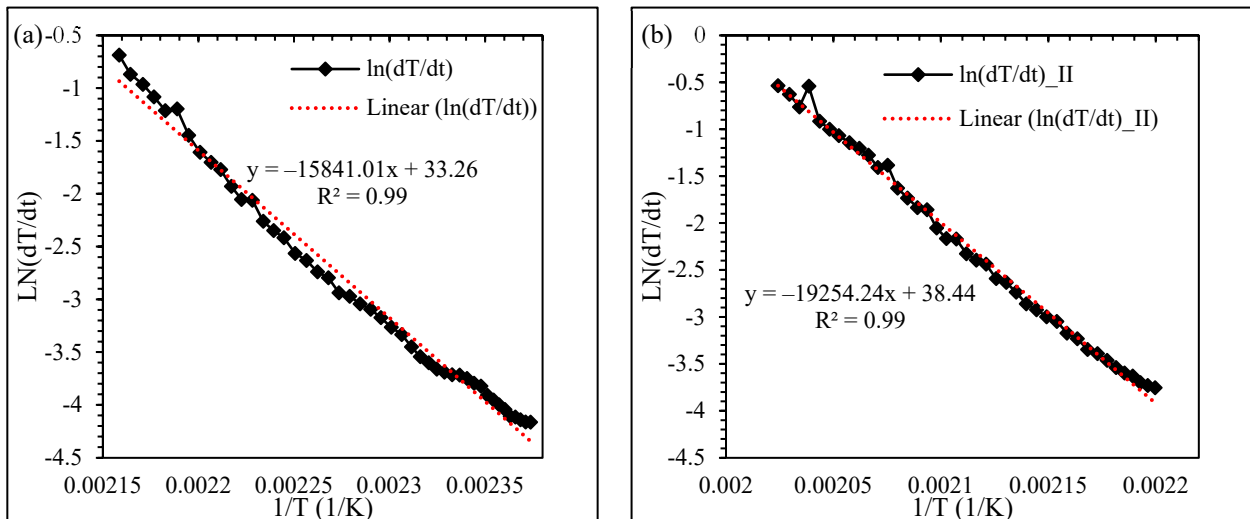 (a)
-0.5
-1
-1.5
-2
-2.5
-3
-3.5
-4
-4.5
LN(dT/dt)
ln(dT/dt)
Linear (ln(dT/dt))
y = –15841.01x + 33.26
R² = 0.99
0.00215 0.0022 0.00225 0.0023 0.00235
1/T (1/K)
(b)
0
-0.5
-1
-1.5
-2
-2.5
-3
-3.5
-4
-4.5
LN(dT/dt)
ln(dT/dt)_II
Linear (ln(dT/dt)_II)
y = –19254.24x + 38.44
R² = 0.99
0.002 0.00205 0.0021 0.00215 0.0022
1/T (1/K)